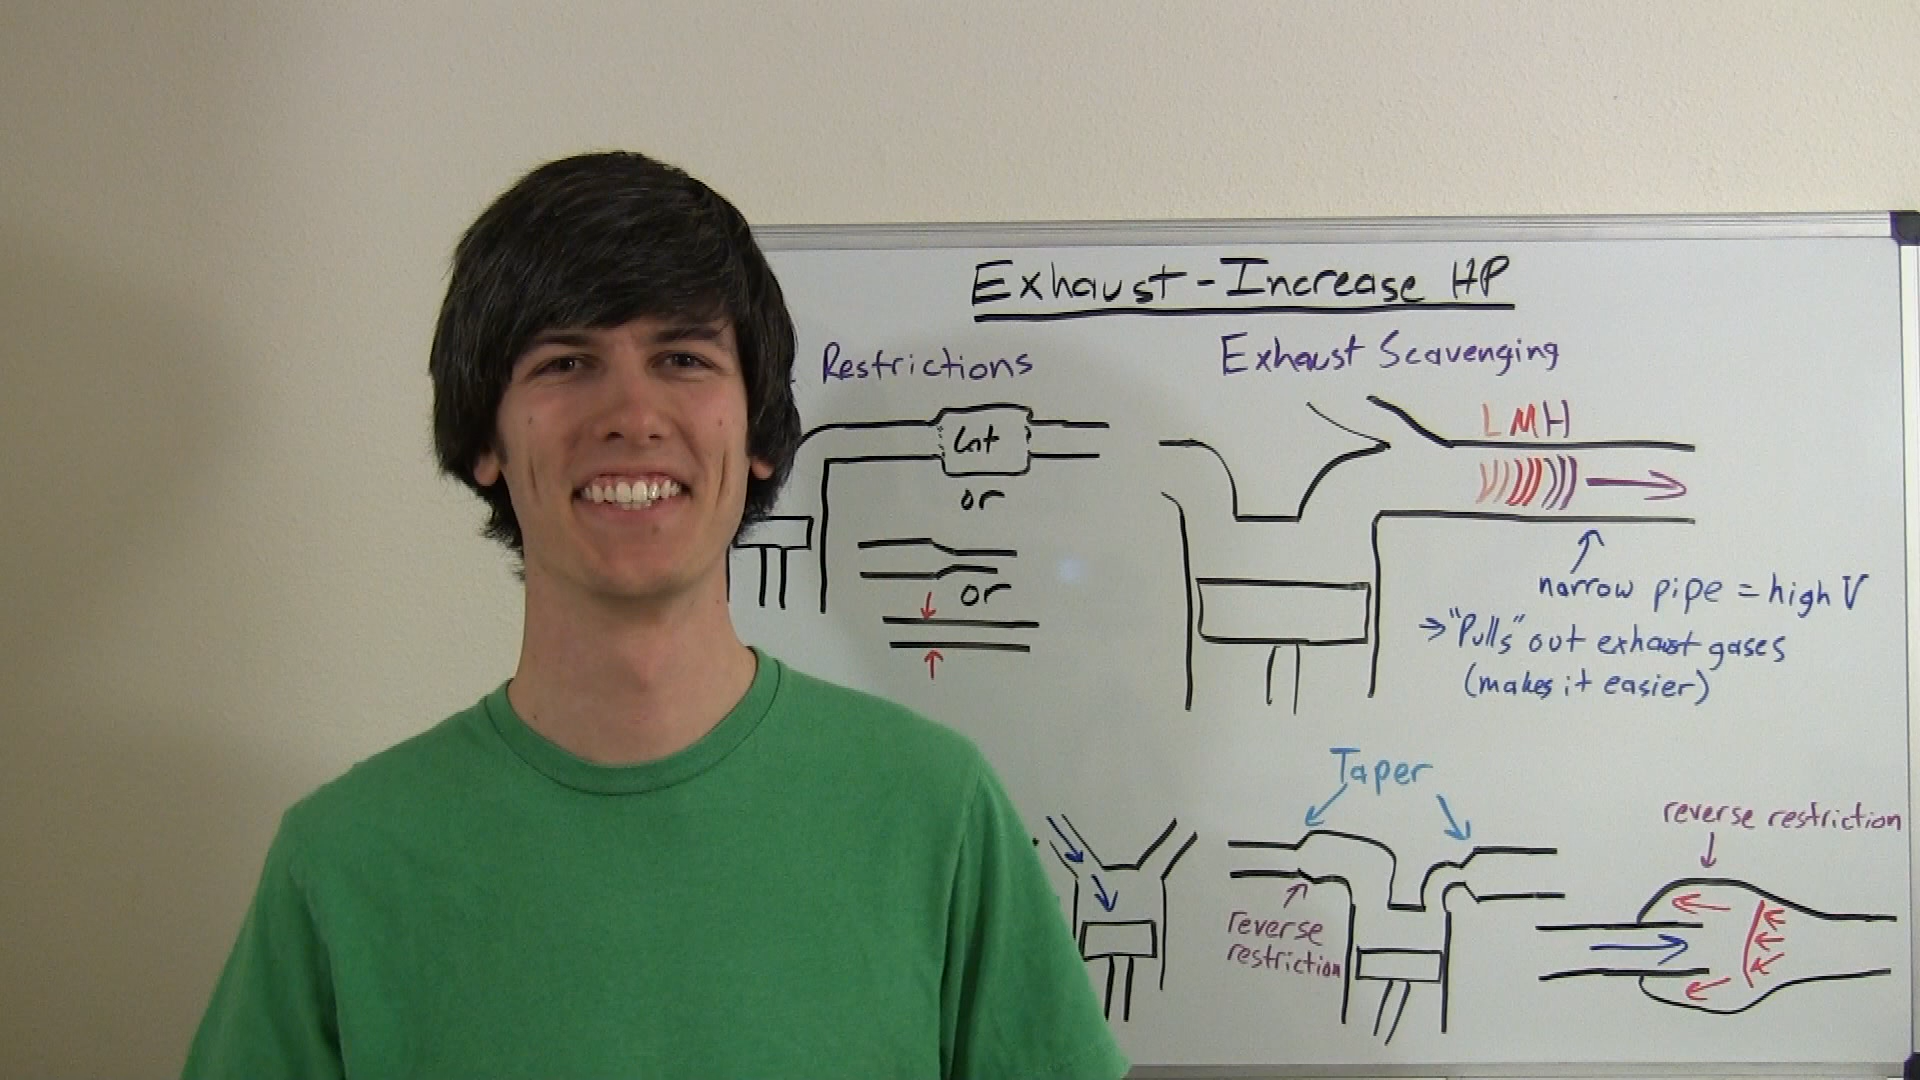 Exhaust - Increase HP
Restrictions
Exhaust Scavenging
L M H
Cat
or
or
narrow pipe = high V
→ "Pulls" out exhaust gases
(makes it easier)
Taper
reverse restriction
reverse
restriction